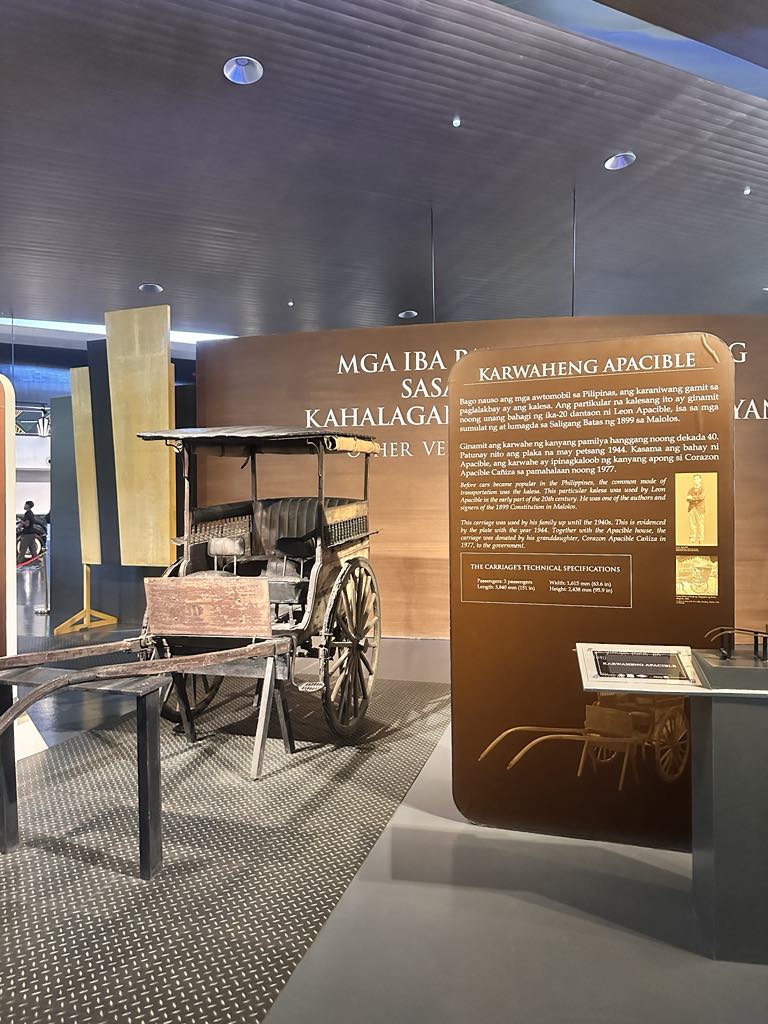 MGA IBA
SASA
KAHALAGA
HER VE
G
YAN
KARWAHENG APACIBLE
Bago nauso ang mga awtomobil sa Pilipinas, ang karaniwang gamit sa
paglalakbay ay ang kalesa. Ang partikular na kalesang ito ay ginamit
noong unang bahagi ng ika-20 dantaon ni Leon Apacible, isa sa mga
sumulat ng at lumagda sa Saligang Batas ng 1899 sa Malolos.
Ginamit ang karwahe ng kanyang pamilya hanggang noong dekada 40.
Patunay nito ang plaka na may petsang 1944. Kasama ang bahay ni
Apacible, ang karwahe ay ipinagkaloob ng kanyang apong si Corazon
Apacible Cañiza sa pamahalaan noong 1977.
Before cars became popular in the Philippines, the common mode of
transportation was the kalesa. This particular kalesa was used by Leon
Apacible in the early part of the 20th century. He was one of the authors and
signers of the 1899 Constitution in Malolos.
This carriage was used by his family up until the 1940s. This is evidenced
by the plate with the year 1944. Together with the Apacible house, the
carriage was donated by his granddaughter, Corazon Apacible Cañiza in
1977, to the government.
THE CARRIAGE'S TECHNICAL SPECIFICATIONS
Passengers: 3 passengers Width: 1,615 mm (63.6 in)
Length: 3,840 mm (151 in) Height: 2,438 mm (95.9 in)
KARWAHENG APACIBLE